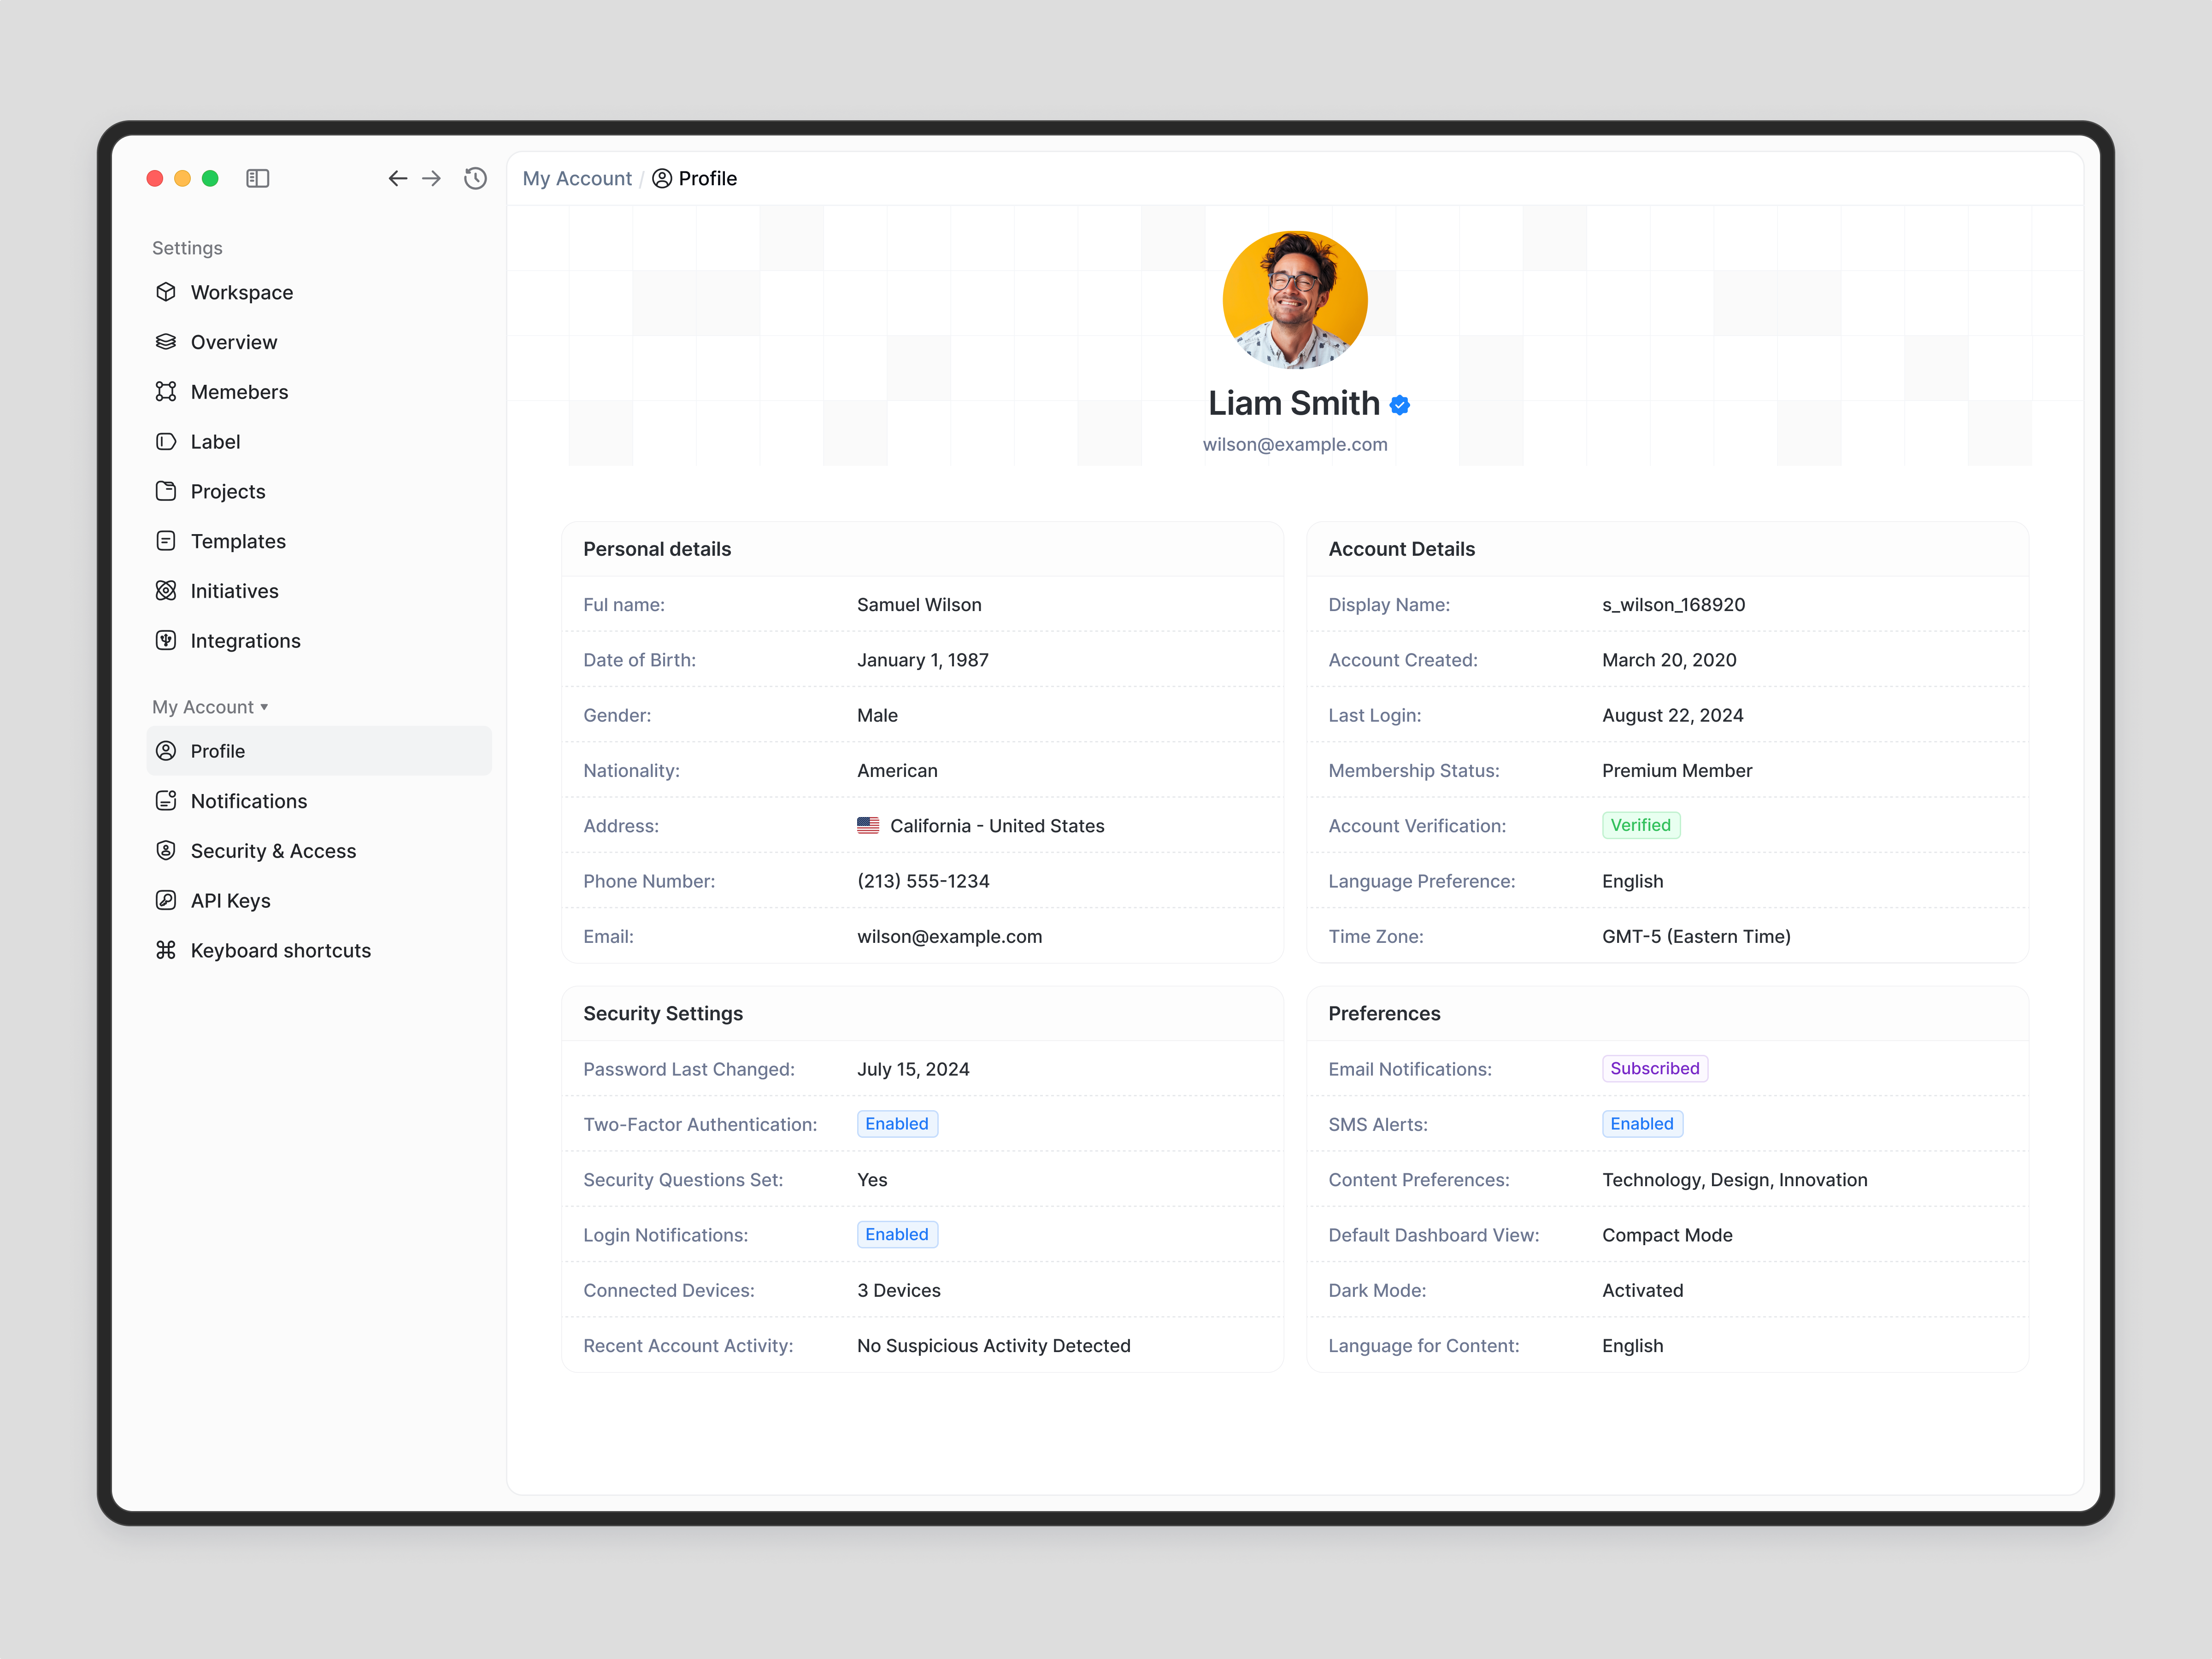 My Account / Profile
Settings
Workspace
Overview
Memebers
Label
Projects
Templates
Initiatives
Integrations
My Account
Profile
Notifications
Security & Access
API Keys
Keyboard shortcuts
Liam Smith
wilson@example.com
Personal details
Ful name: Samuel Wilson
Date of Birth: January 1, 1987
Gender: Male
Nationality: American
Address: California - United States
Phone Number: (213) 555-1234
Email: wilson@example.com
Account Details
Display Name: s_wilson_168920
Account Created: March 20, 2020
Last Login: August 22, 2024
Membership Status: Premium Member
Account Verification: Verified
Language Preference: English
Time Zone: GMT-5 (Eastern Time)
Security Settings
Password Last Changed: July 15, 2024
Two-Factor Authentication: Enabled
Security Questions Set: Yes
Login Notifications: Enabled
Connected Devices: 3 Devices
Recent Account Activity: No Suspicious Activity Detected
Preferences
Email Notifications: Subscribed
SMS Alerts: Enabled
Content Preferences: Technology, Design, Innovation
Default Dashboard View: Compact Mode
Dark Mode: Activated
Language for Content: English